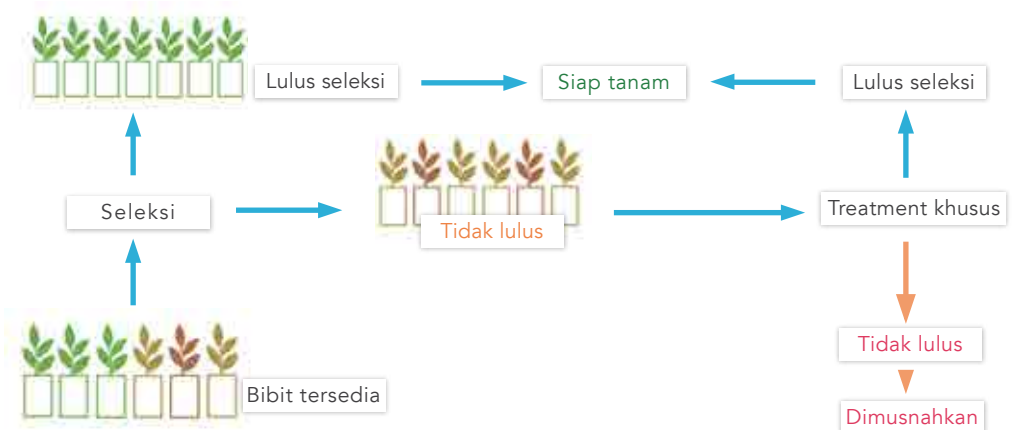 Lulus seleksi
Siap tanam
Lulus seleksi
Seleksi
Tidak lulus
Treatment khusus
Tidak lulus
Bibit tersedia
Dimusnahkan